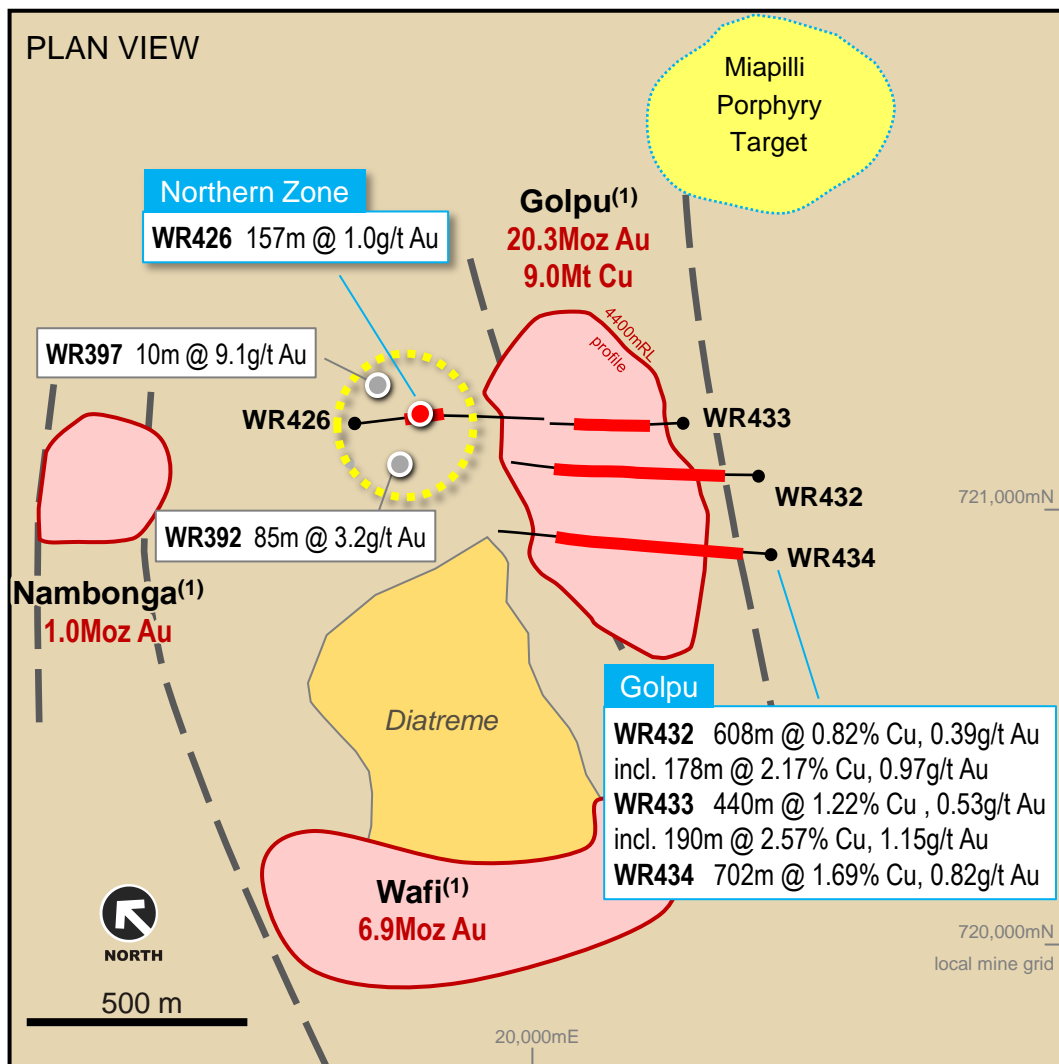 PLAN VIEW
Miapilli
Porphyry
Target
Northern Zone
WR426 157m @ 1.0g/t Au
Golpu(1)
20.3Moz Au
9.0Mt Cu
4400mRL
profile
WR397 10m @ 9.1g/t Au
WR426
WR433
WR432
721,000mN
WR392 85m @ 3.2g/t Au
WR434
Nambonga(1)
1.0Moz Au
Golpu
WR432 608m @ 0.82% Cu, 0.39g/t Au
incl. 178m @ 2.17% Cu, 0.97g/t Au
WR433 440m @ 1.22% Cu , 0.53g/t Au
incl. 190m @ 2.57% Cu, 1.15g/t Au
WR434 702m @ 1.69% Cu, 0.82g/t Au
Diatreme
Wafi(1)
6.9Moz Au
NORTH
720,000mN
local mine grid
500 m
20,000mE